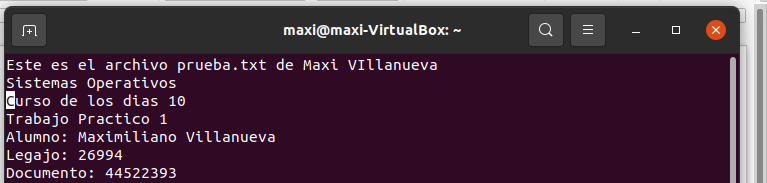 maxi@maxi-VirtualBox: ~
Este es el archivo prueba.txt de Maxi VIllanueva
Sistemas Operativos
Curso de los dias 10
Trabajo Practico 1
Alumno: Maximiliano Villanueva
Legajo: 26994
Documento: 44522393